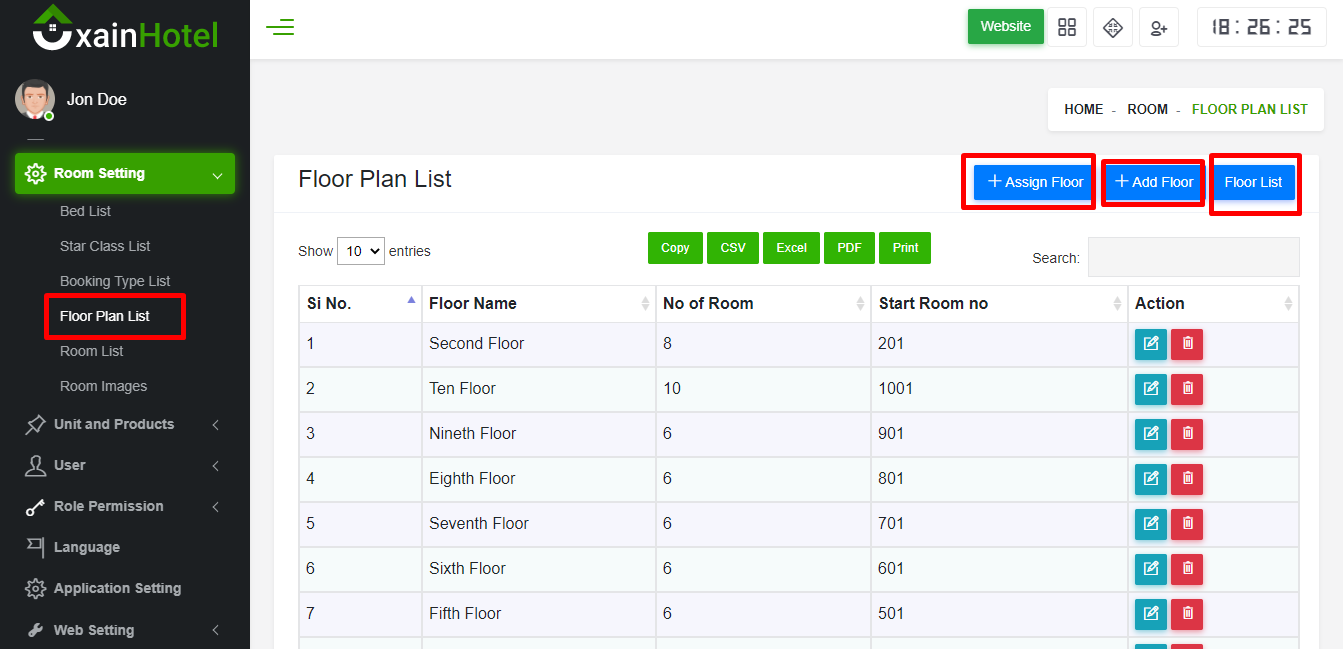 xainHotel
Website
18:26:25
Jon Doe
HOME - ROOM - FLOOR PLAN LIST
Room Setting
Bed List
Star Class List
Booking Type List
Floor Plan List
Room List
Room Images
Unit and Products
User
Role Permission
Language
Application Setting
Web Setting
Floor Plan List
+ Assign Floor
+ Add Floor
Floor List
Show 10 entries
Copy CSV Excel PDF Print
Search:
Si No. Floor Name No of Room Start Room no Action
1 Second Floor 8 201
2 Ten Floor 10 1001
3 Nineth Floor 6 901
4 Eighth Floor 6 801
5 Seventh Floor 6 701
6 Sixth Floor 6 601
7 Fifth Floor 6 501